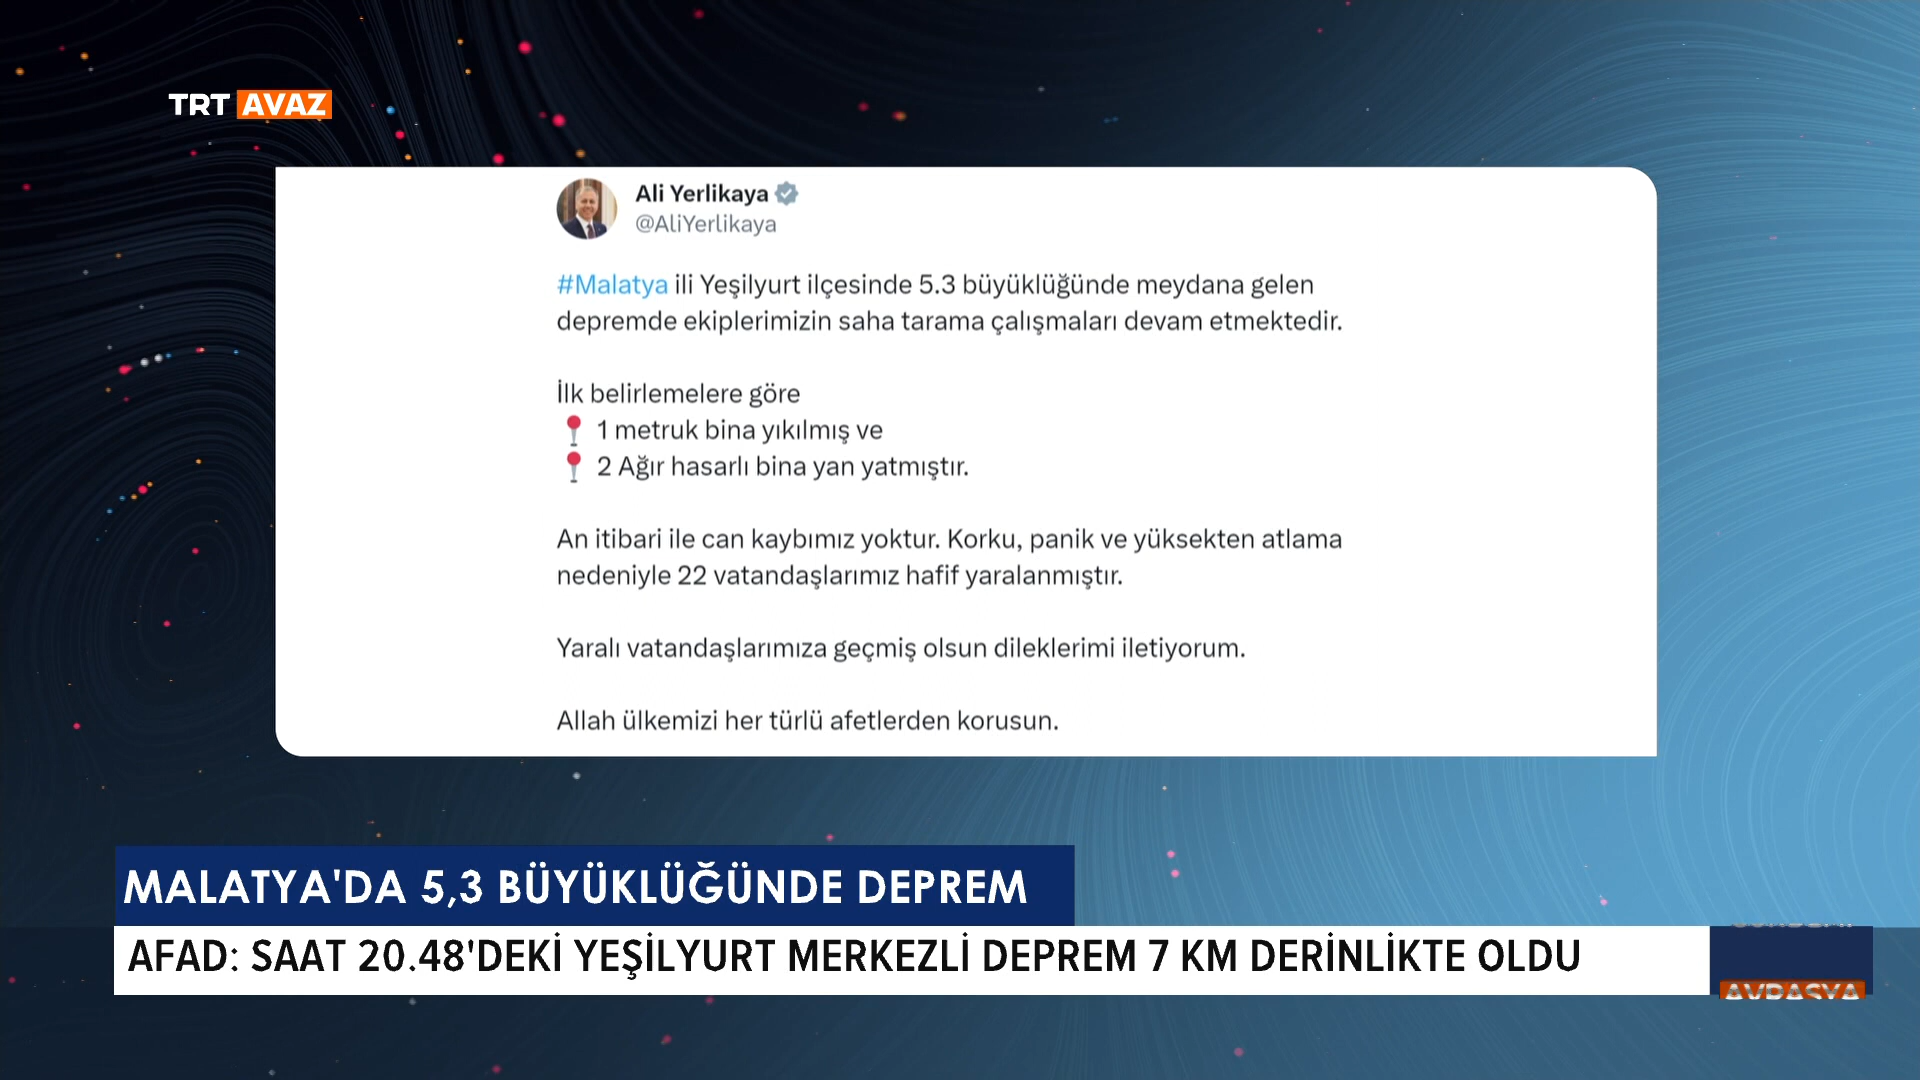 TRT AVAZ
Ali Yerlikaya
@AliYerlikaya
#Malatya ili Yeşilyurt ilçesinde 5.3 büyüklüğünde meydana gelen
depremde ekiplerimizin saha tarama çalışmaları devam etmektedir.
İlk belirlemelere göre
📍 1 metruk bina yıkılmış ve
📍 2 Ağır hasarlı bina yan yatmıştır.
An itibari ile can kaybımız yoktur. Korku, panik ve yüksekten atlama
nedeniyle 22 vatandaşlarımız hafif yaralanmıştır.
Yaralı vatandaşlarımıza geçmiş olsun dileklerimi iletiyorum.
Allah ülkemizi her türlü afetlerden korusun.
MALATYA'DA 5,3 BÜYÜKLÜĞÜNDE DEPREM
AFAD: SAAT 20.48'DEKİ YEŞİLYURT MERKEZLİ DEPREM 7 KM DERİNLİKTE OLDU
AVRASYA